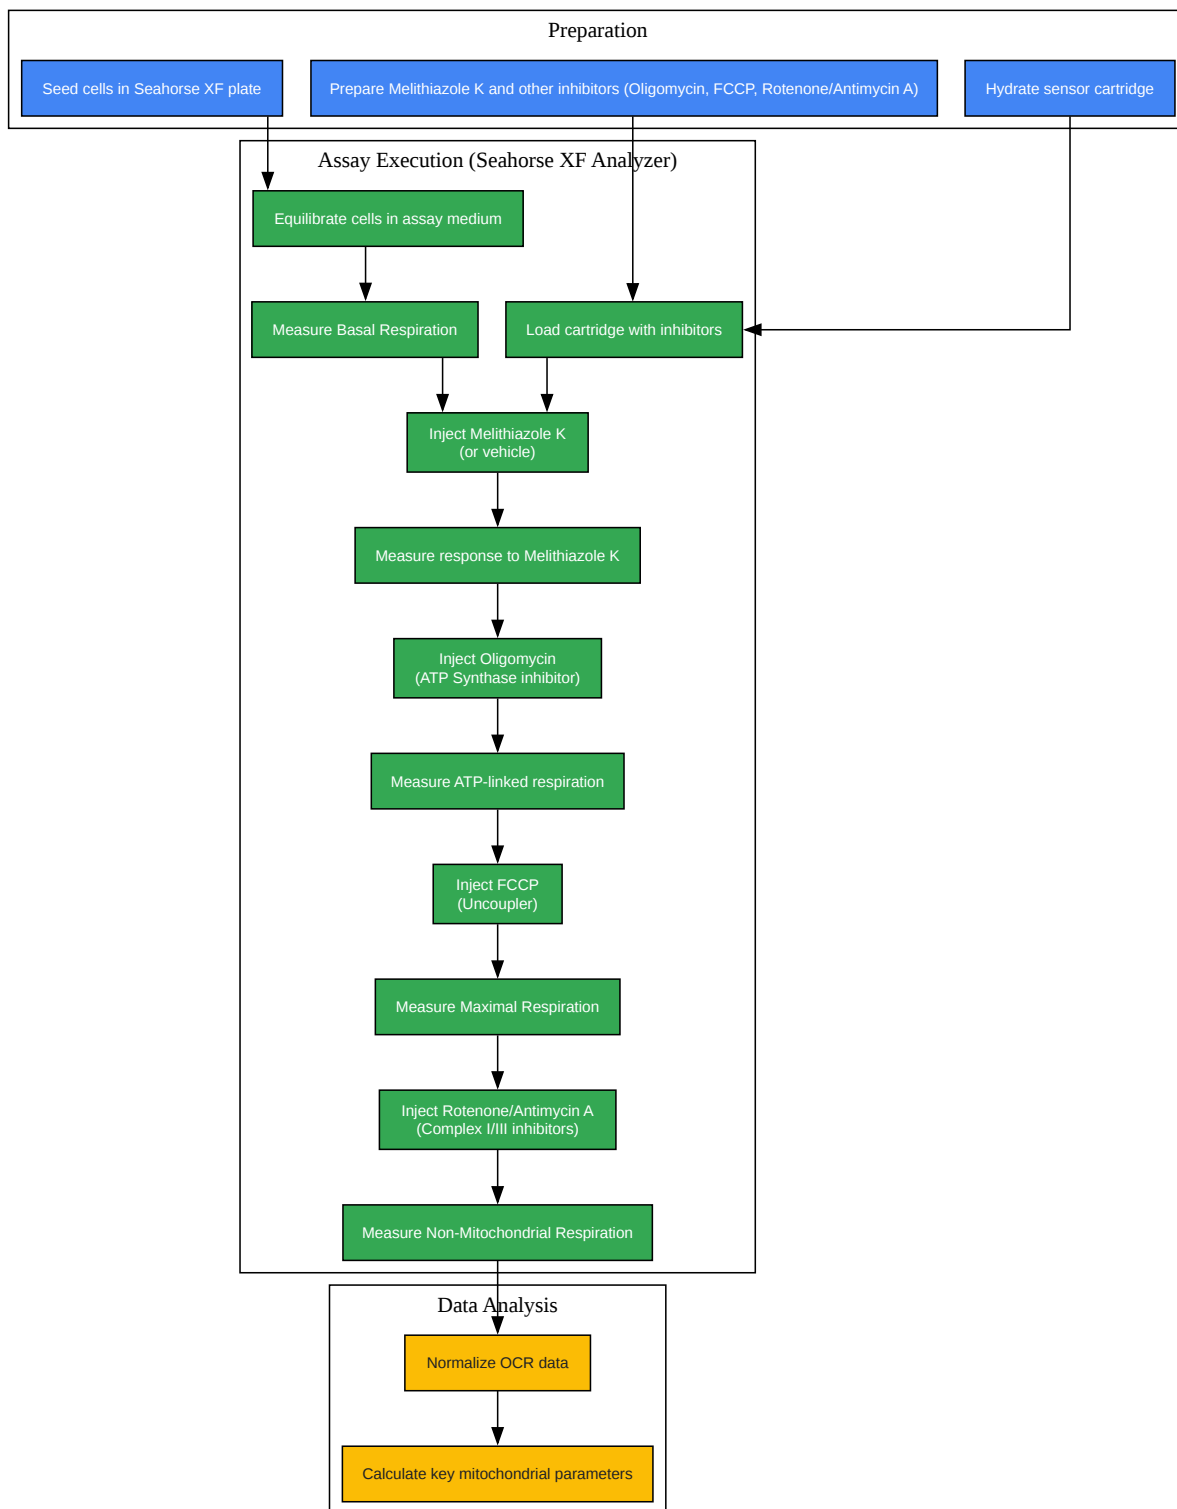 Preparation
Seed cells in Seahorse XF plate
Prepare Melithiazole K and other inhibitors (Oligomycin, FCCP, Rotenone/Antimycin A)
Hydrate sensor cartridge
Assay Execution (Seahorse XF Analyzer)
Equilibrate cells in assay medium
Measure Basal Respiration
Load cartridge with inhibitors
Inject Melithiazole K
(or vehicle)
Measure response to Melithiazole K
Inject Oligomycin
(ATP Synthase inhibitor)
Measure ATP-linked respiration
Inject FCCP
(Uncoupler)
Measure Maximal Respiration
Inject Rotenone/Antimycin A
(Complex I/III inhibitors)
Measure Non-Mitochondrial Respiration
Data Analysis
Normalize OCR data
Calculate key mitochondrial parameters